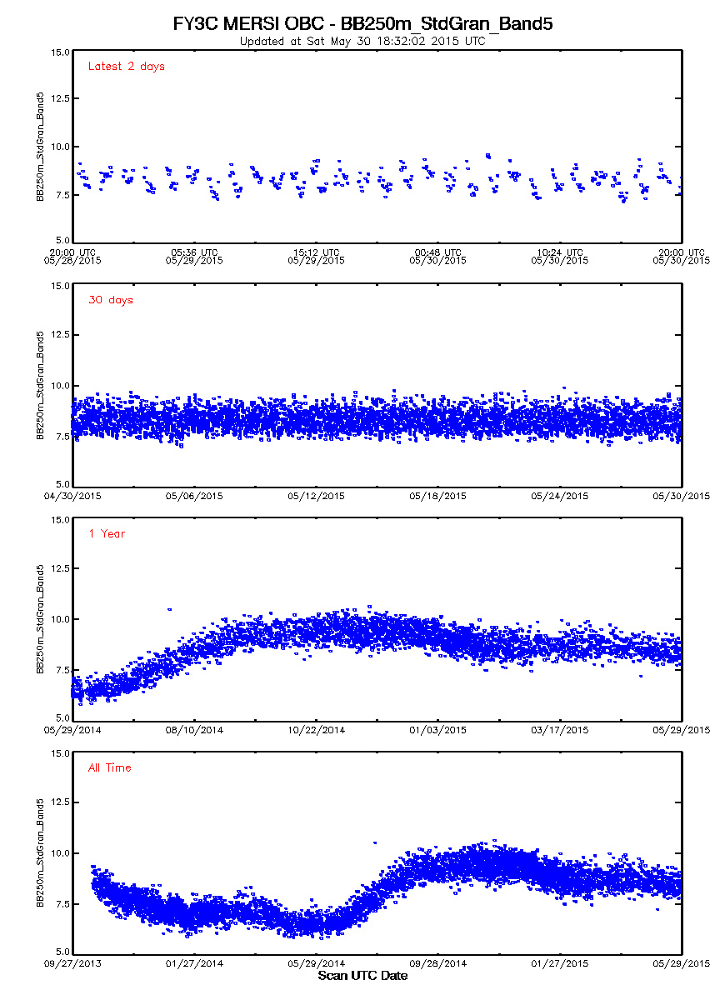 FY3C MERSI OBC - BB250m_StdGran_Band5
Updated at Sat May 30 18:32:02 2015 UTC
Latest 2 days
15.0
12.5
10.0
7.5
5.0
BB250m_StdGran_Band5
20:00 UTC 05:36 UTC 15:12 UTC 00:48 UTC 10:24 UTC 20:00 UTC
05/28/2015 05/29/2015 05/29/2015 05/30/2015 05/30/2015 05/30/2015
30 days
15.0
12.5
10.0
7.5
5.0
BB250m_StdGran_Band5
04/30/2015 05/06/2015 05/12/2015 05/18/2015 05/24/2015 05/30/2015
1 Year
15.0
12.5
10.0
7.5
5.0
BB250m_StdGran_Band5
05/29/2014 08/10/2014 10/22/2014 01/03/2015 03/17/2015 05/29/2015
All Time
15.0
12.5
10.0
7.5
5.0
BB250m_StdGran_Band5
09/27/2013 01/27/2014 05/29/2014 09/28/2014 01/27/2015 05/29/2015
Scan UTC Date